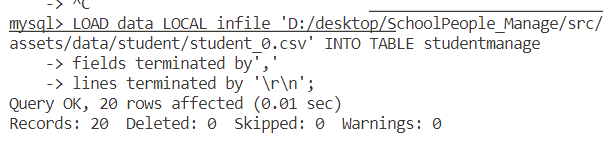 -> ^C
mysql> LOAD data LOCAL infile 'D:/desktop/SchoolPeople_Manage/src/
assets/data/student/student_0.csv' INTO TABLE studentmanage
-> fields terminated by','
-> lines terminated by '\r\n';
Query OK, 20 rows affected (0.01 sec)
Records: 20  Deleted: 0  Skipped: 0  Warnings: 0